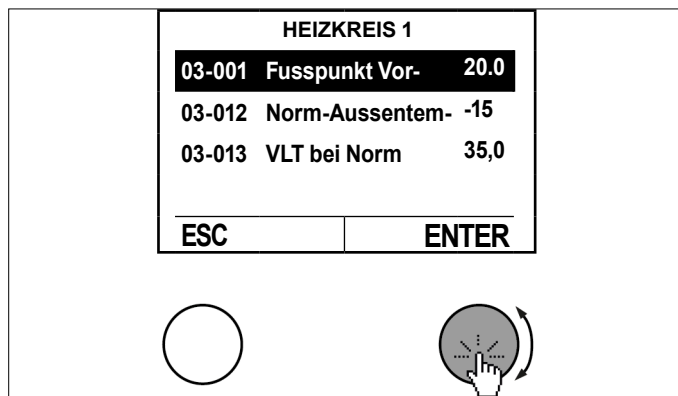 HEIZKREIS 1
03-001 Fusspunkt Vor- 20.0
03-012 Norm-Aussentem- -15
03-013 VLT bei Norm 35,0
ESC ENTER